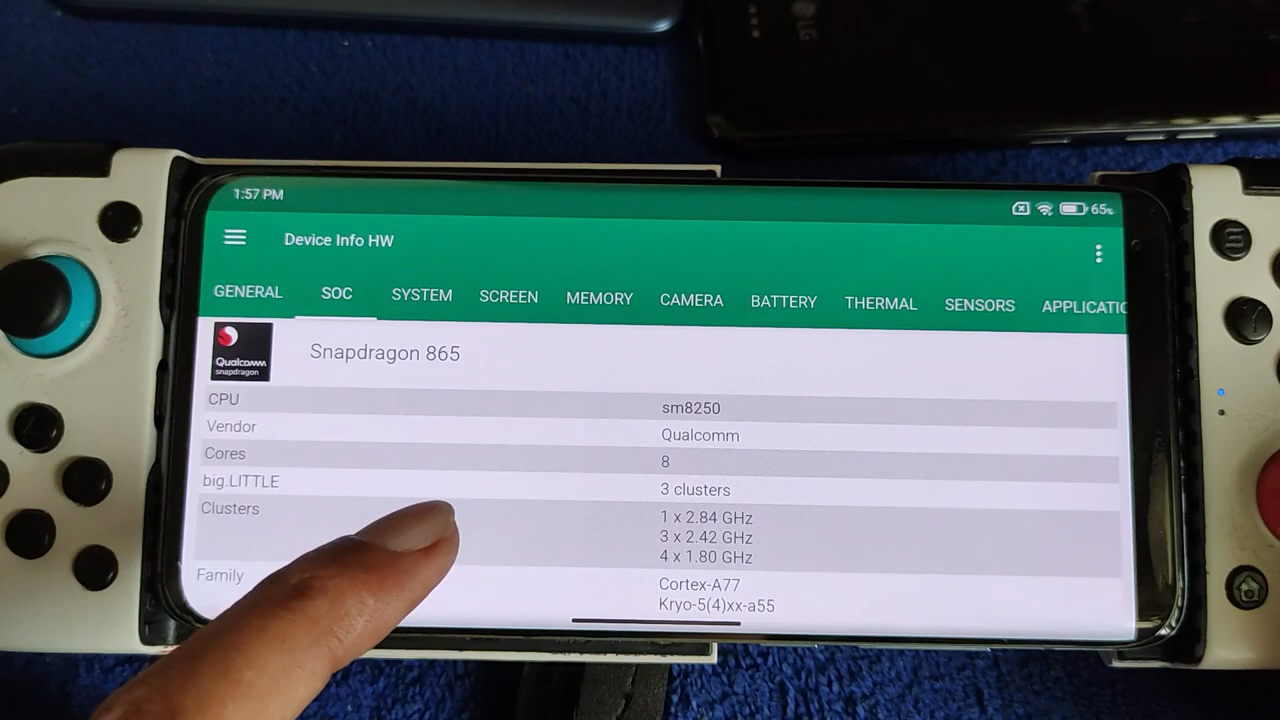 LG
1:57 PM
65%
Device Info HW
GENERAL SOC SYSTEM SCREEN MEMORY CAMERA BATTERY THERMAL SENSORS APPLICATIO
Qualcomm
snapdragon
Snapdragon 865
CPU sm8250
Vendor Qualcomm
Cores 8
big.LITTLE 3 clusters
Clusters 1 x 2.84 GHz
3 x 2.42 GHz
4 x 1.80 GHz
Family Cortex-A77
Kryo-5(4)xx-a55
Y